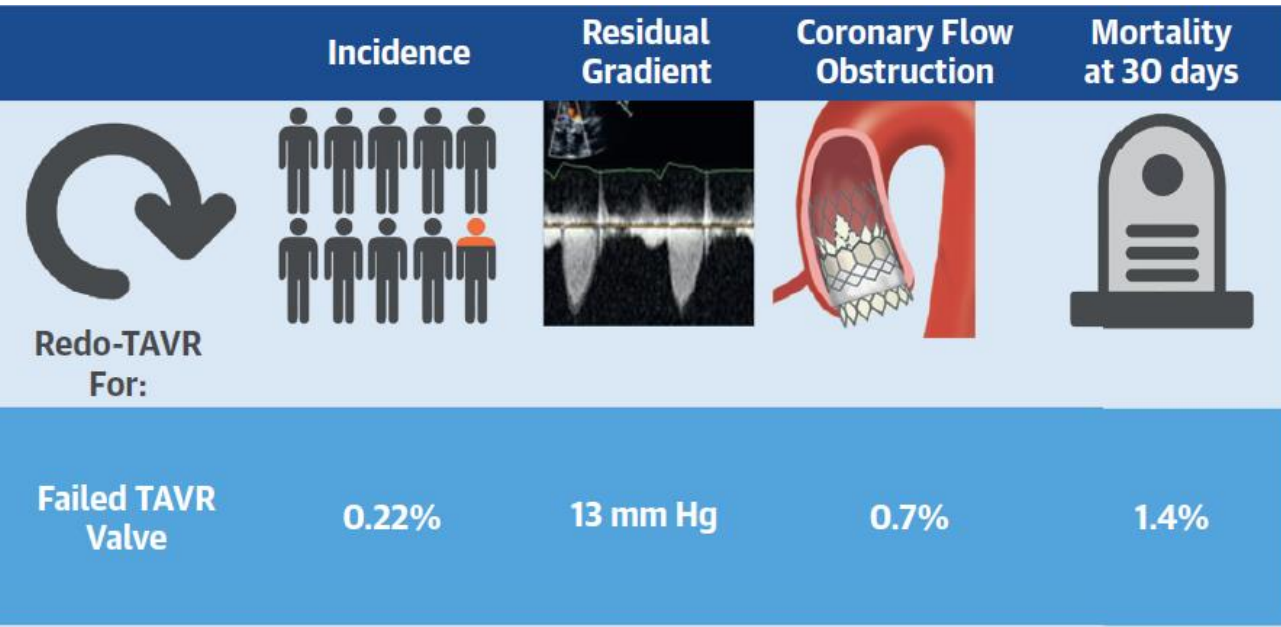 Incidence
Residual
Gradient
Coronary Flow
Obstruction
Mortality
at 30 days
Redo-TAVR
For:
Failed TAVR
Valve
0.22%
13 mm Hg
0.7%
1.4%